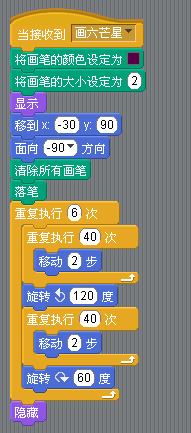 当接收到 画六芒星
将画笔的颜色设定为
将画笔的大小设定为 2
显示
移到 x: -30 y: 90
面向 -90 方向
清除所有画笔
落笔
重复执行 6 次
重复执行 40 次
移动 2 步
旋转 120 度
重复执行 40 次
移动 2 步
旋转 60 度
隐藏